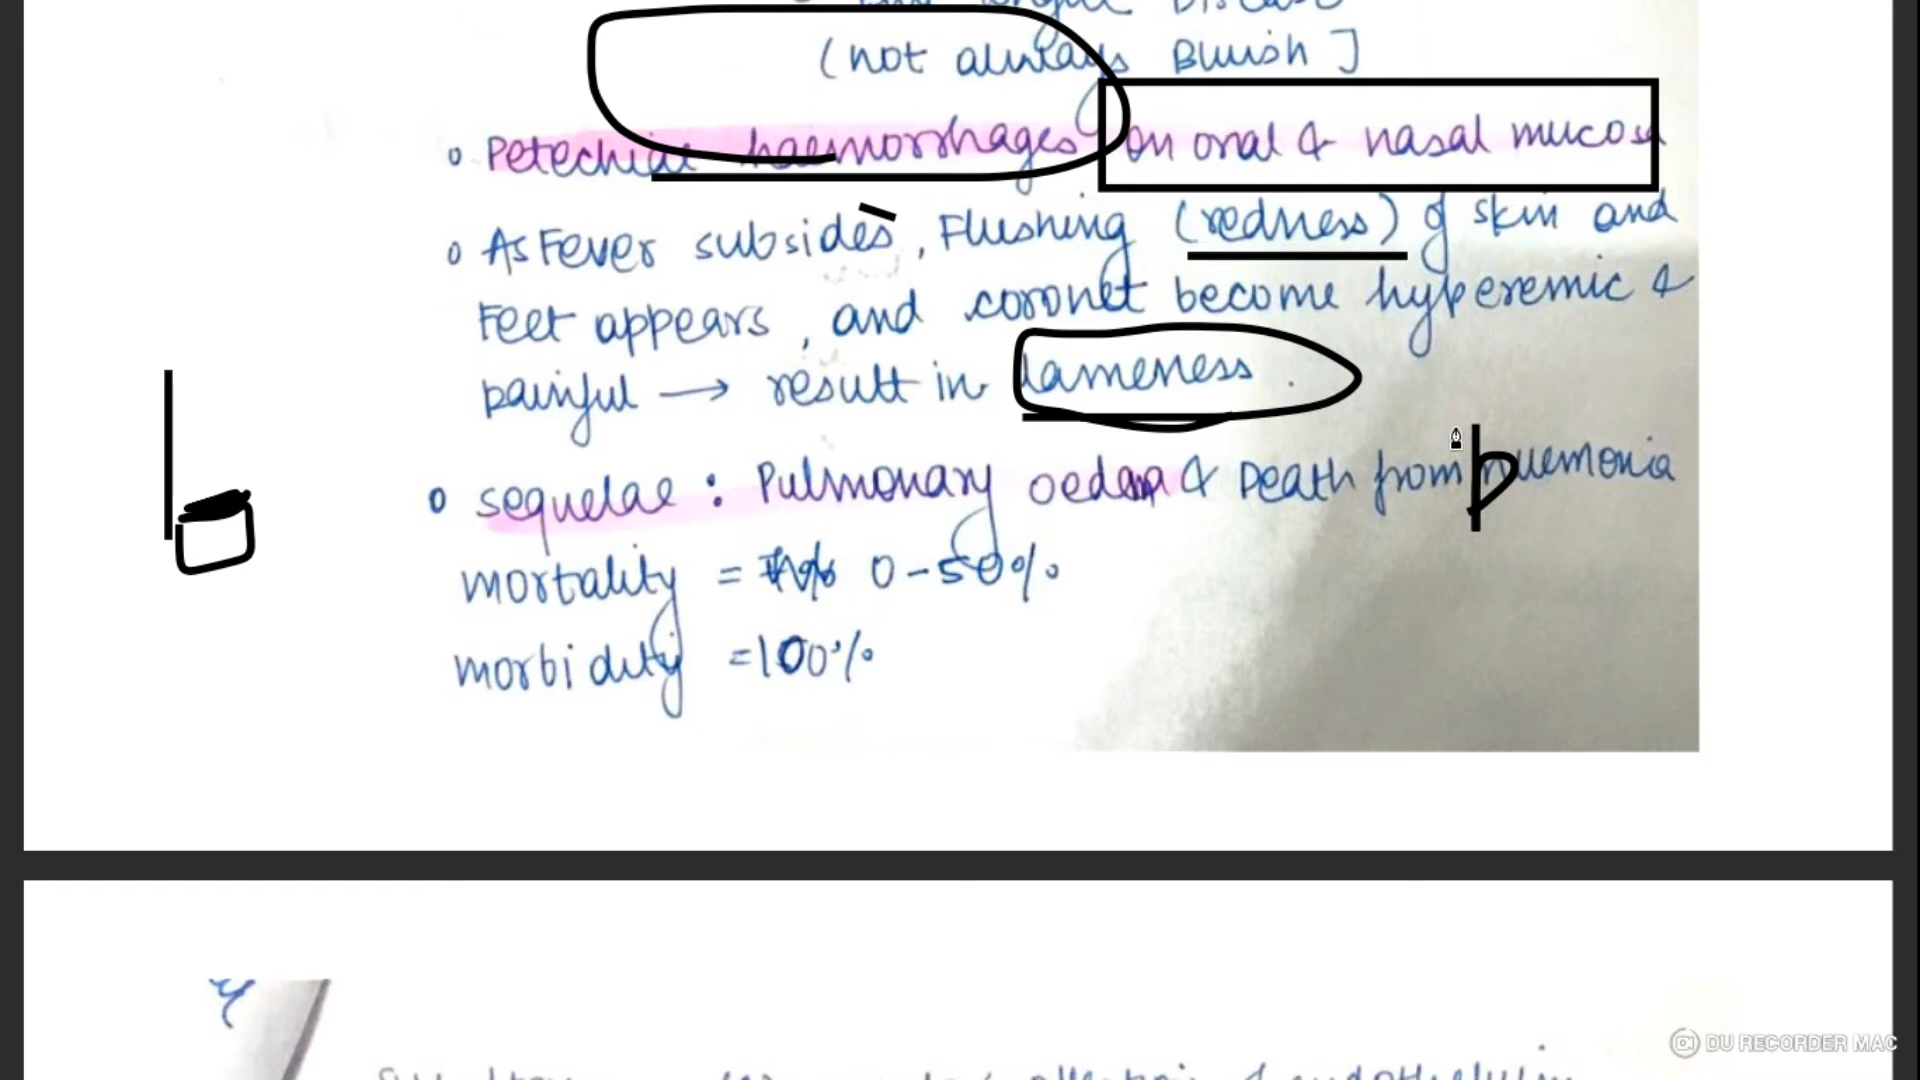 Disease
(not always Bluish ]
o Petechiae haemorrhages on oral & nasal mucosa
o As Fever subsides, Flushing (redness) of skin and
Feet appears, and coronet become hyperemic &
painful → result in lameness.
o sequelae : Pulmonary oedema & Death from pnuemonia
mortality = 0-50%
morbidity =100%
DU RECORDER MAC